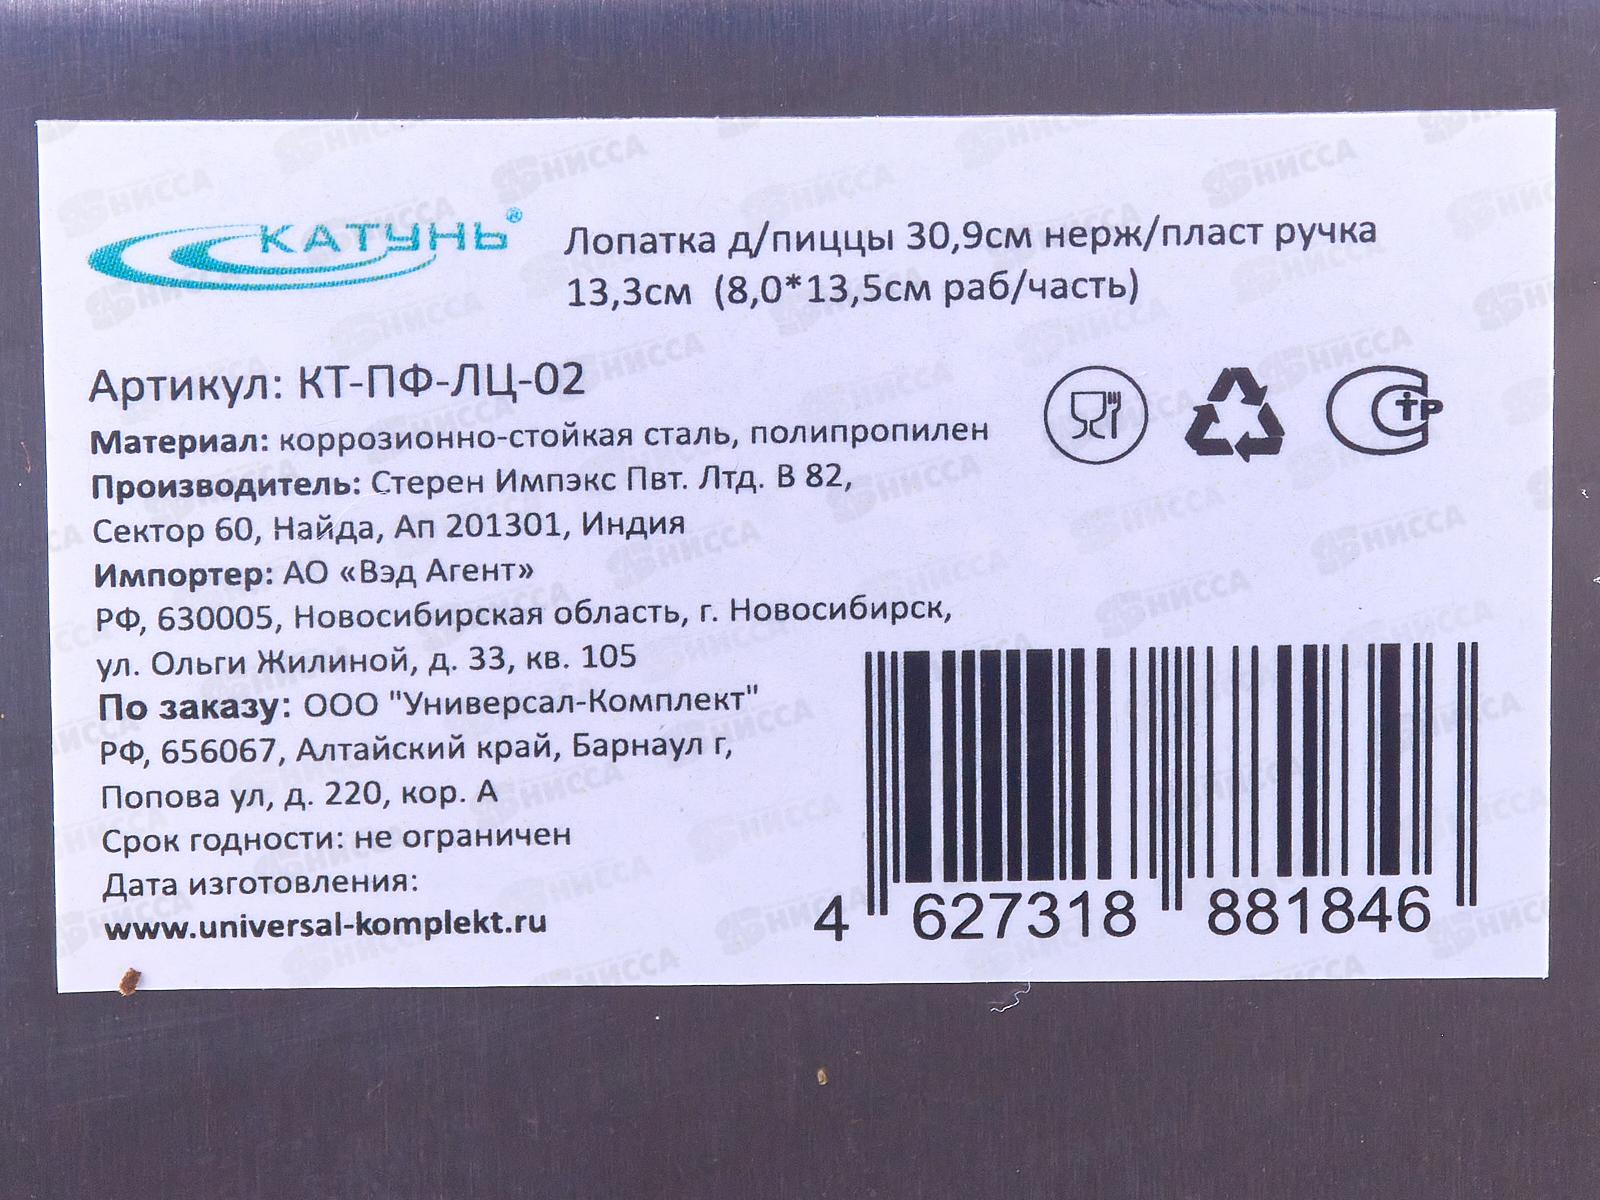 КАТУНЬ®
Лопатка д/пиццы 30,9см нерж/пласт ручка
13,3см (8,0*13,5см раб/часть)
Артикул: КТ-ПФ-ЛЦ-02
Материал: коррозионно-стойкая сталь, полипропилен
Производитель: Стерен Импэкс Пвт. Лтд. В 82,
Сектор 60, Найда, Ап 201301, Индия
Импортер: АО «Вэд Агент»
РФ, 630005, Новосибирская область, г. Новосибирск,
ул. Ольги Жилиной, д. 33, кв. 105
По заказу: ООО "Универсал-Комплект"
РФ, 656067, Алтайский край, Барнаул г,
Попова ул, д. 220, кор. А
Срок годности: не ограничен
Дата изготовления:
www.universal-komplekt.ru
СТР
4 627318 881846
НИССА